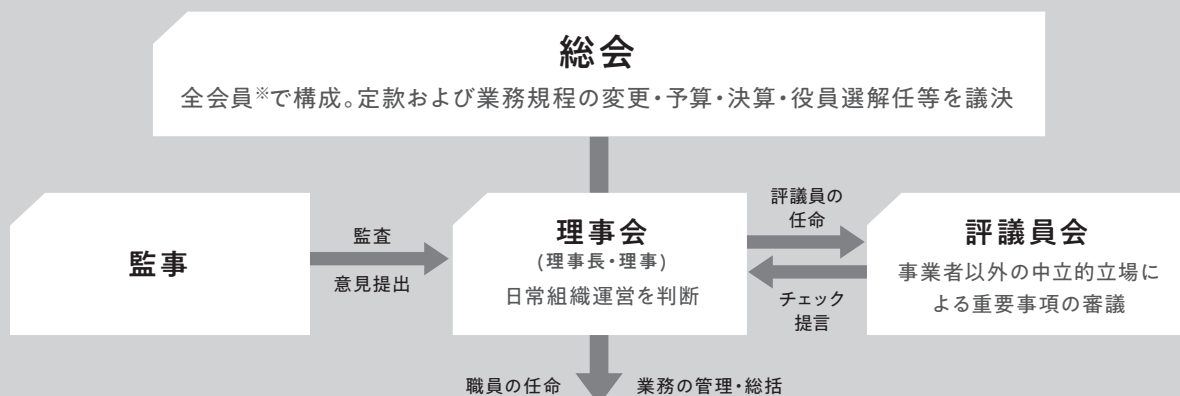 総会
全会員※で構成。定款および業務規程の変更・予算・決算・役員選解任等を議決
監事
監査
意見提出
理事会
(理事長・理事)
日常組織運営を判断
評議員の
任命
チェック
提言
評議員会
事業者以外の中立的立場に
よる重要事項の審議
職員の任命
業務の管理・総括